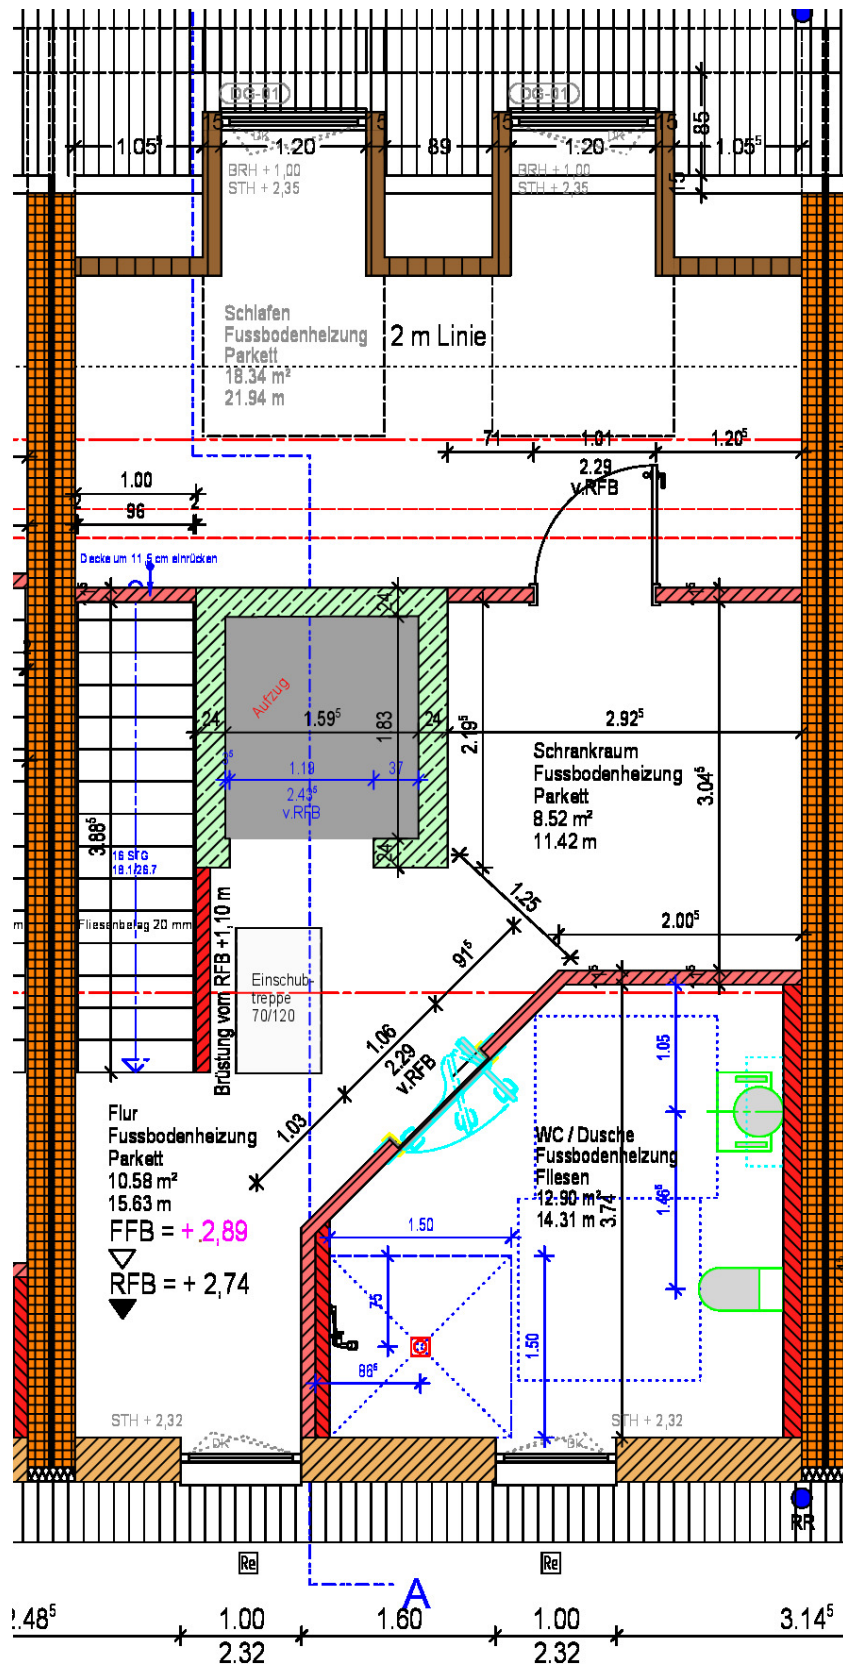 DG-01
DG-01
DK
DK
1.05⁵
15
1.20
15
89
15
1.20
15
1.05⁵
85
15
BRH + 1,00
STH + 2,35
BRH + 1,00
STH + 2,35
Schlafen
Fussbodenheizung
Parkett
18.34 m²
21.94 m
2 m Linie
71
1.01
1.20⁵
2.29
v.RFB
1.00
2
96
2
Decke um 11,5 cm einrücken
24
Aufzug
24
1.59⁵
1.83
24
2.92⁵
2.19⁵
3.04⁵
1.19
37
2.43⁵
v.RFB
Schrankraum
Fussbodenheizung
Parkett
8.52 m²
11.42 m
3.88⁵
16 STG
18.1/26.7
24
1.25
2.00⁵
Fliesenbelag 20 mm
Brüstung vom RFB +1,10 m
91⁵
Einschub-
treppe
70/120
1.06
2.29
v.RFB
1.03
1.05
Flur
Fussbodenheizung
Parkett
10.58 m²
15.63 m
WC / Dusche
Fussbodenheizung
Fliesen
12.90 m²
14.31 m
3.74
1.46⁵
FFB = + 2,89
RFB = + 2,74
1.50
75
1.50
86⁵
STH + 2,32
STH + 2,32
DK
DK
RR
Re
Re
A
2.48⁵
1.00
1.60
1.00
3.14⁵
2.32
2.32